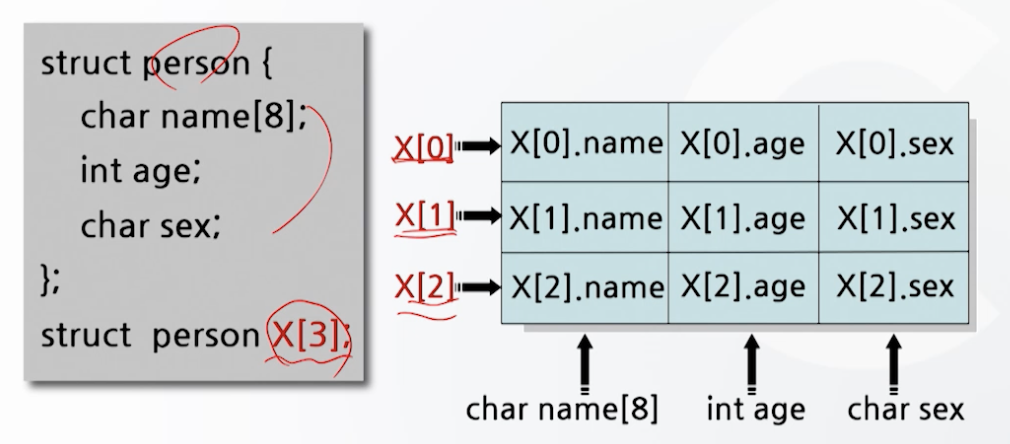 struct person {
char name[8];
int age;
char sex;
};
struct person X[3];
X[0] X[0].name X[0].age X[0].sex
X[1] X[1].name X[1].age X[1].sex
X[2] X[2].name X[2].age X[2].sex
char name[8] int age char sex